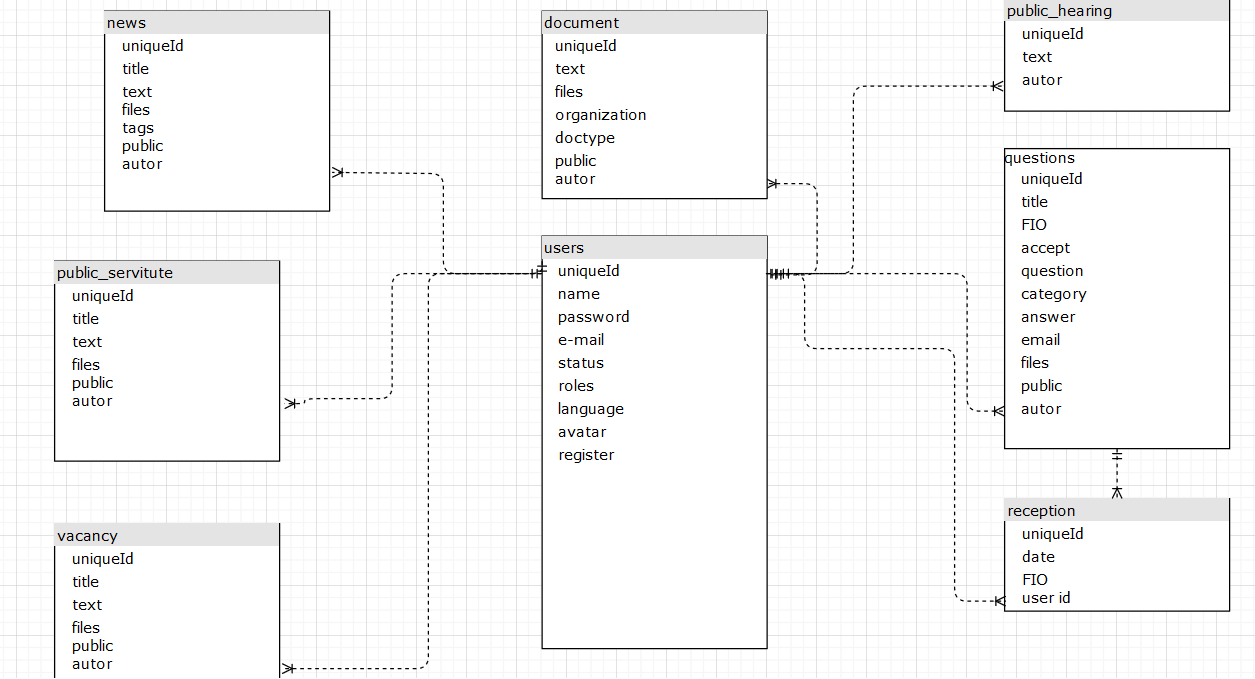 news
uniqueId
title
text
files
tags
public
autor
document
uniqueId
text
files
organization
doctype
public
autor
public_hearing
uniqueId
text
autor
public_servitute
uniqueId
title
text
files
public
autor
users
uniqueId
name
password
e-mail
status
roles
language
avatar
register
questions
uniqueId
title
FIO
accept
question
category
answer
email
files
public
autor
vacancy
uniqueId
title
text
files
public
autor
reception
uniqueId
date
FIO
user id